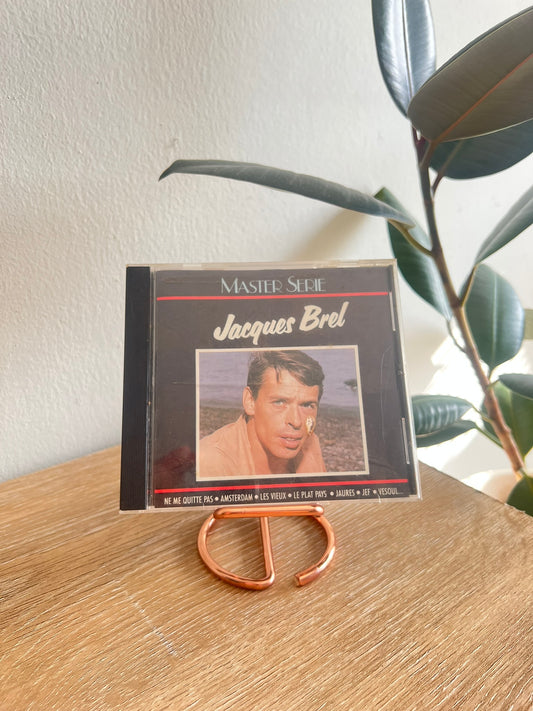 MASTER SERIE
Jacques Brel
NE ME QUITTE PAS • AMSTERDAM • LES VIEUX • LE PLAT PAYS • JAURES • JEF • VESOUL...